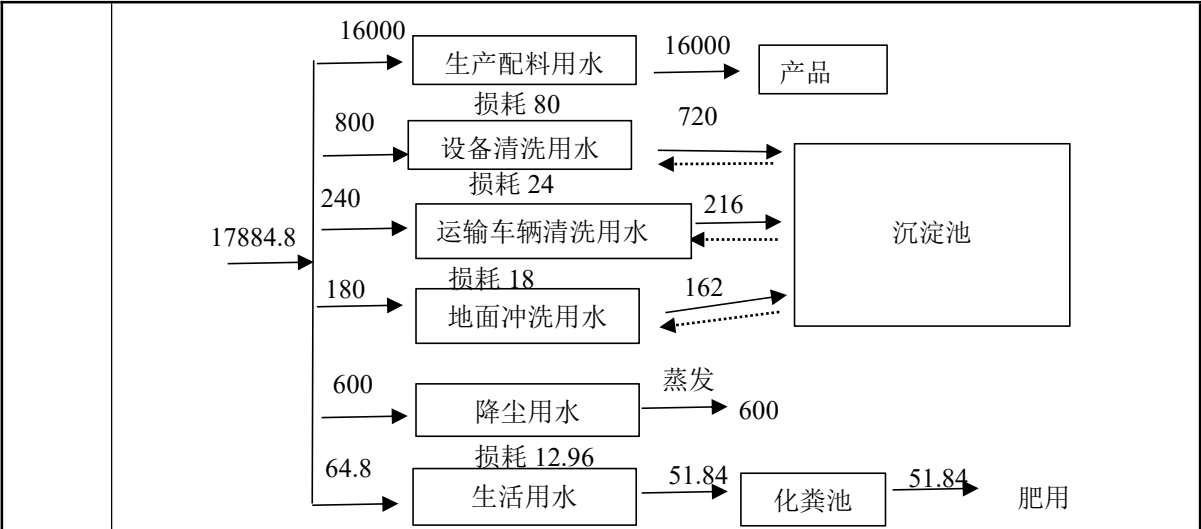 16000
生产配料用水
16000
产品
损耗 80
800
设备清洗用水
720
损耗 24
240
运输车辆清洗用水
216
沉淀池
17884.8
损耗 18
180
地面冲洗用水
162
600
降尘用水
蒸发
600
损耗 12.96
64.8
生活用水
51.84
化粪池
51.84
肥用